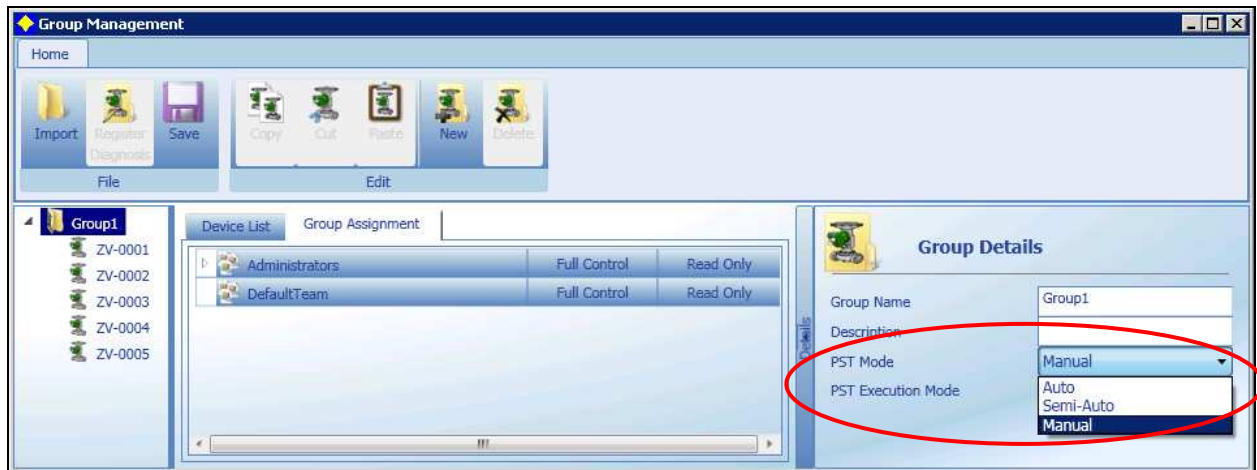 Group Management
Home
Import
Register Diagnosis
Save
Copy
Cut
Paste
New
Delete
File
Edit
Group1
ZV-0001
ZV-0002
ZV-0003
ZV-0004
ZV-0005
Device List
Group Assignment
Administrators Full Control Read Only
DefaultTeam Full Control Read Only
Details
Group Details
Group Name Group1
Description
PST Mode Manual
PST Execution Mode
Auto
Semi-Auto
Manual